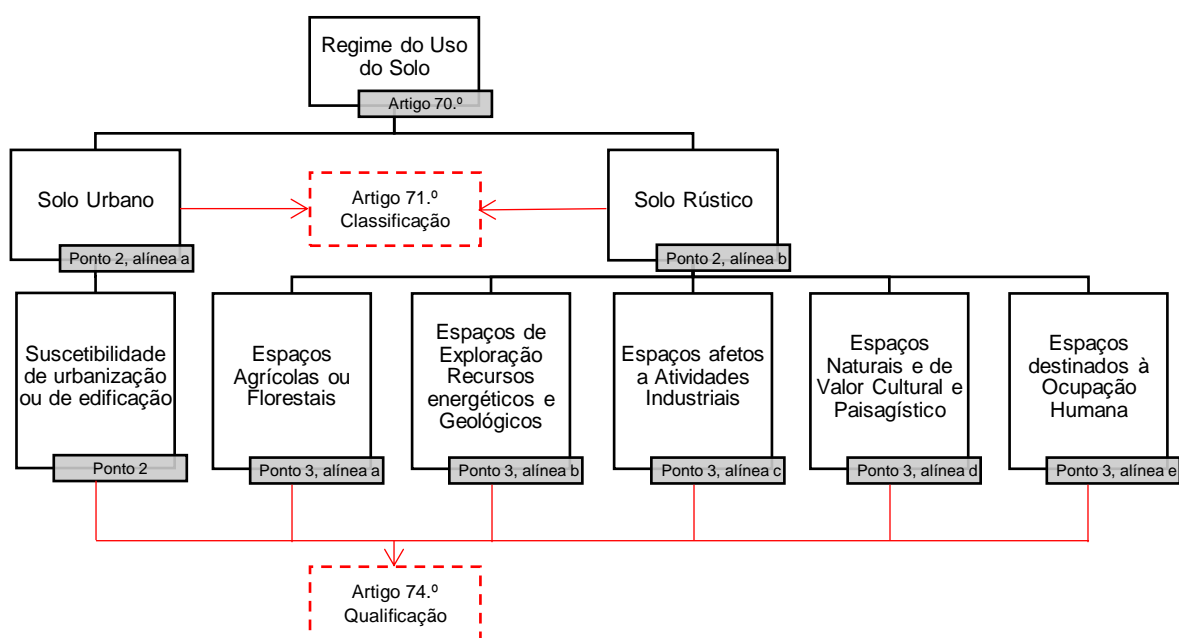 Regime do Uso
do Solo
Artigo 70.º
Solo Urbano
Ponto 2, alínea a
Artigo 71.º
Classificação
Solo Rústico
Ponto 2, alínea b
Suscetibilidade
de urbanização
ou de edificação
Ponto 2
Espaços
Agrícolas ou
Florestais
Ponto 3, alínea a
Espaços de
Exploração
Recursos
energéticos e
Geológicos
Ponto 3, alínea b
Espaços afetos
a Atividades
Industriais
Ponto 3, alínea c
Espaços
Naturais e de
Valor Cultural e
Paisagístico
Ponto 3, alínea d
Espaços
destinados à
Ocupação
Humana
Ponto 3, alínea e
Artigo 74.º
Qualificação